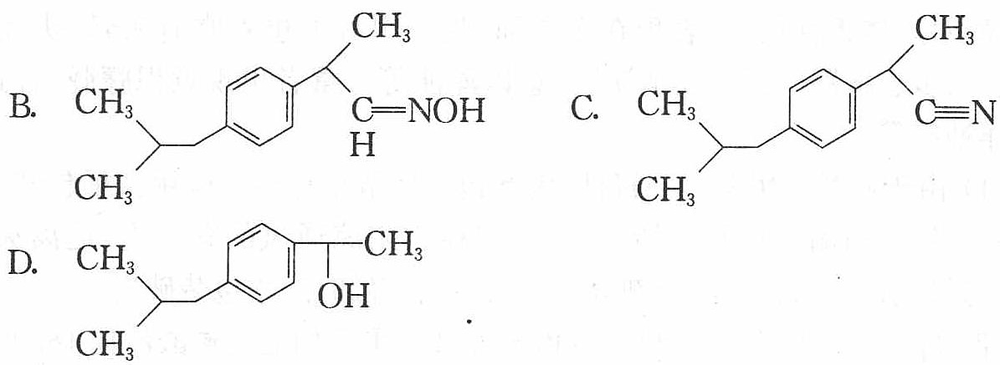 CH₃ CH₃
B. CH₃ C=NOH C. CH₃ C≡N
H
CH₃ CH₃
D. CH₃ CH₃
OH
CH₃